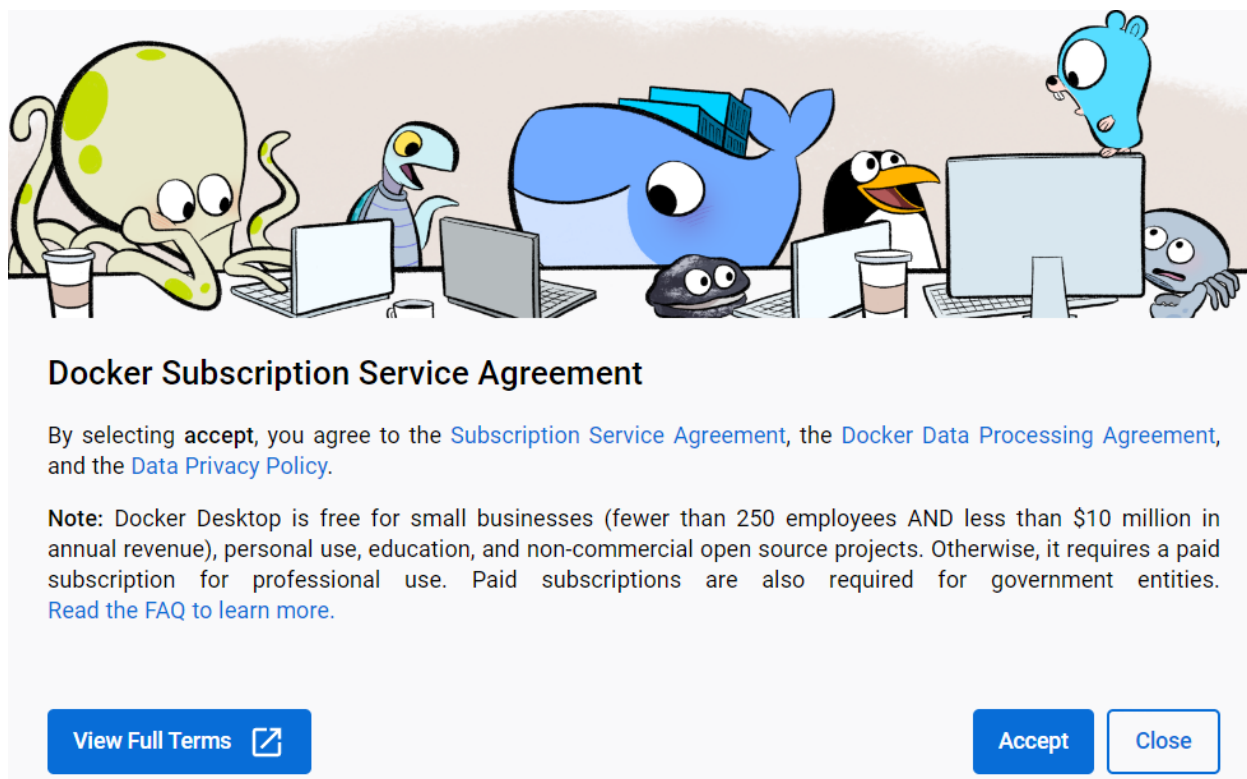 Docker Subscription Service Agreement
By selecting accept, you agree to the Subscription Service Agreement, the Docker Data Processing Agreement,
and the Data Privacy Policy.
Note: Docker Desktop is free for small businesses (fewer than 250 employees AND less than $10 million in
annual revenue), personal use, education, and non-commercial open source projects. Otherwise, it requires a paid
subscription for professional use. Paid subscriptions are also required for government entities.
Read the FAQ to learn more.
View Full Terms
Accept
Close